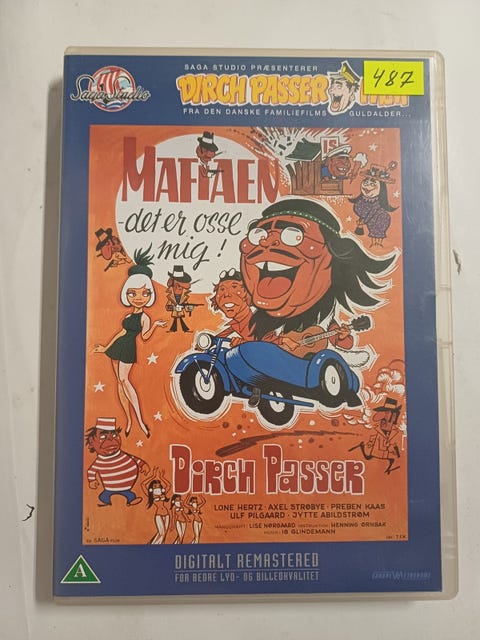 Saga Studio
SAGA STUDIO PRÆSENTERER
DIRCH PASSER
487
FRA DEN DANSKE FAMILIEFILMS GULDALDER...
MAFIAEN
-det er osse
mig!
DIRCH PASSER
LONE HERTZ · AXEL STRØBYE · PREBEN KAAS
ULF PILGAARD · JYTTE ABILDSTRØM
MANUSKRIPT: LISE NØRGAARD INSTRUKTION: HENNING ØRNBAK
MUSIK: IB GLINDEMANN
EN SAGA FILM
DIGITALT REMASTERED
FOR BEDRE LYD- OG BILLEDKVALITET
A